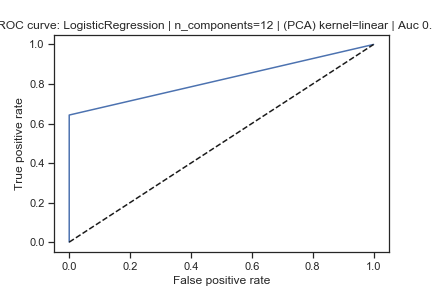 ROC curve: LogisticRegression | n_components=12 | (PCA) kernel=linear | Auc 0.
1.0
0.8
0.6
0.4
0.2
0.0
True positive rate
0.0 0.2 0.4 0.6 0.8 1.0
False positive rate